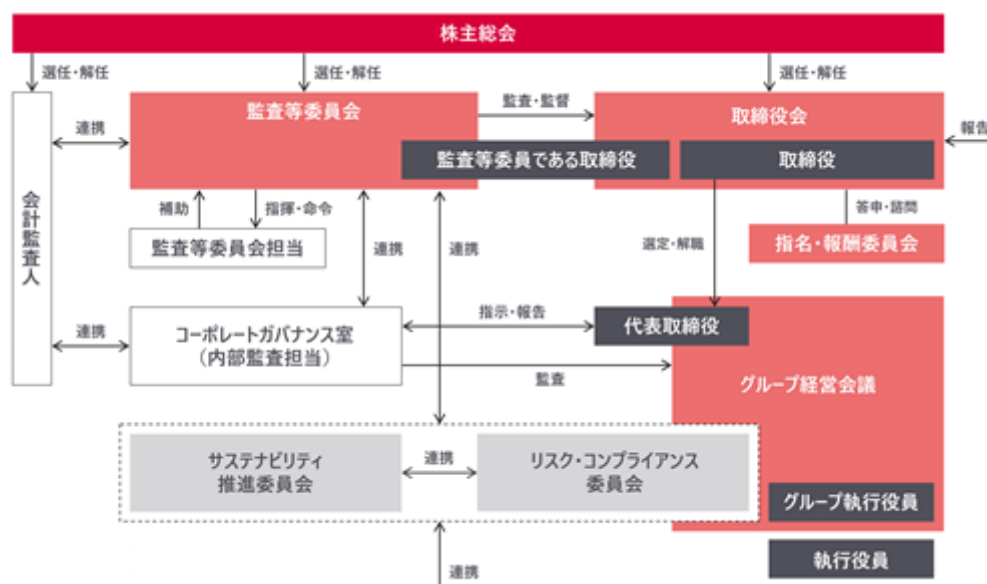 株主総会
選任・解任
選任・解任
選任・解任
監査等委員会
監査・監督
取締役会
連携
報告
監査等委員である取締役
取締役
会計監査人
補助
指揮・命令
答申・諮問
監査等委員会担当
連携
連携
選定・解職
指名・報酬委員会
指示・報告
代表取締役
コーポレートガバナンス室
（内部監査担当）
連携
監査
グループ経営会議
サステナビリティ
推進委員会
連携
リスク・コンプライアンス
委員会
グループ執行役員
執行役員
連携